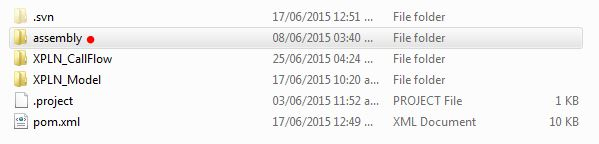 .svn 17/06/2015 12:51 ... File folder
assembly 08/06/2015 03:40 ... File folder
XPLN_CallFlow 25/06/2015 04:24 ... File folder
XPLN_Model 17/06/2015 10:20 a... File folder
.project 03/06/2015 11:52 a... PROJECT File 1 KB
pom.xml 17/06/2015 12:49 ... XML Document 10 KB